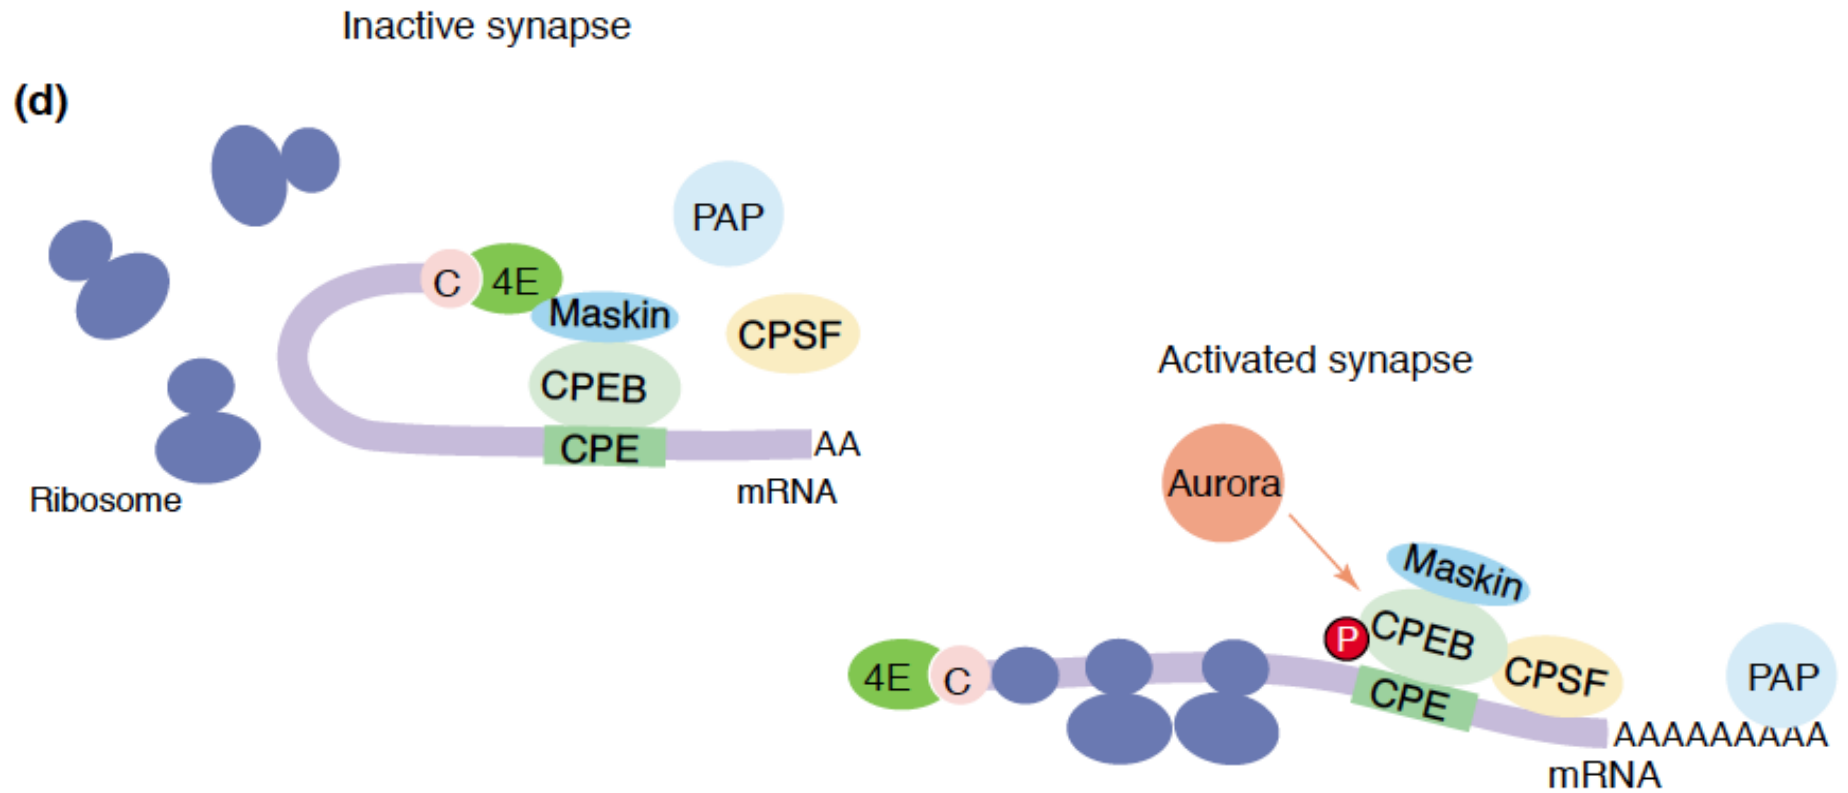 Inactive synapse
(d)
PAP
C 4E
Maskin
CPSF
CPEB
CPE AA
mRNA
Ribosome
Activated synapse
Aurora
Maskin
P CPEB
4E C CPSF PAP
CPE
AAAAAAAAA
mRNA